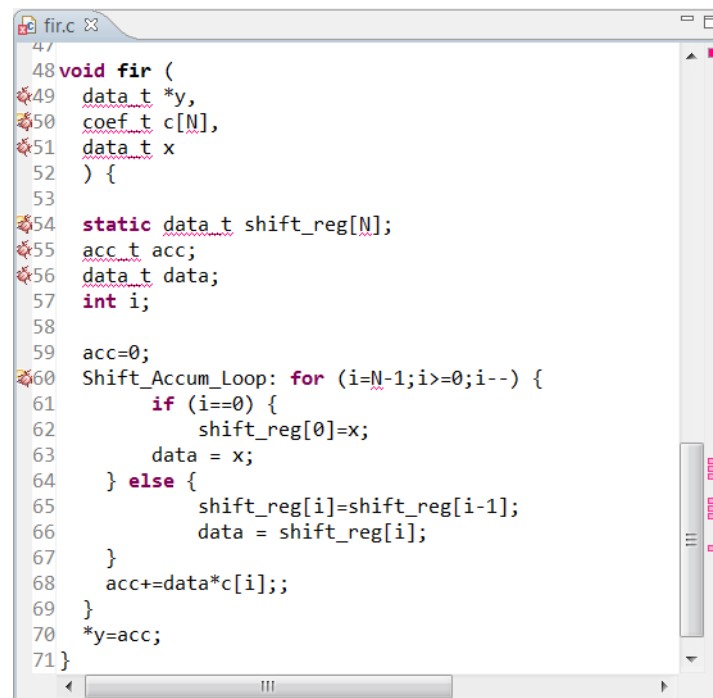 fir.c
47
48 void fir (
49 data_t *y,
50 coef_t c[N],
51 data_t x
52 ) {
53
54 static data_t shift_reg[N];
55 acc_t acc;
56 data_t data;
57 int i;
58
59 acc=0;
60 Shift_Accum_Loop: for (i=N-1;i>=0;i--) {
61 if (i==0) {
62 shift_reg[0]=x;
63 data = x;
64 } else {
65 shift_reg[i]=shift_reg[i-1];
66 data = shift_reg[i];
67 }
68 acc+=data*c[i];;
69 }
70 *y=acc;
71 }